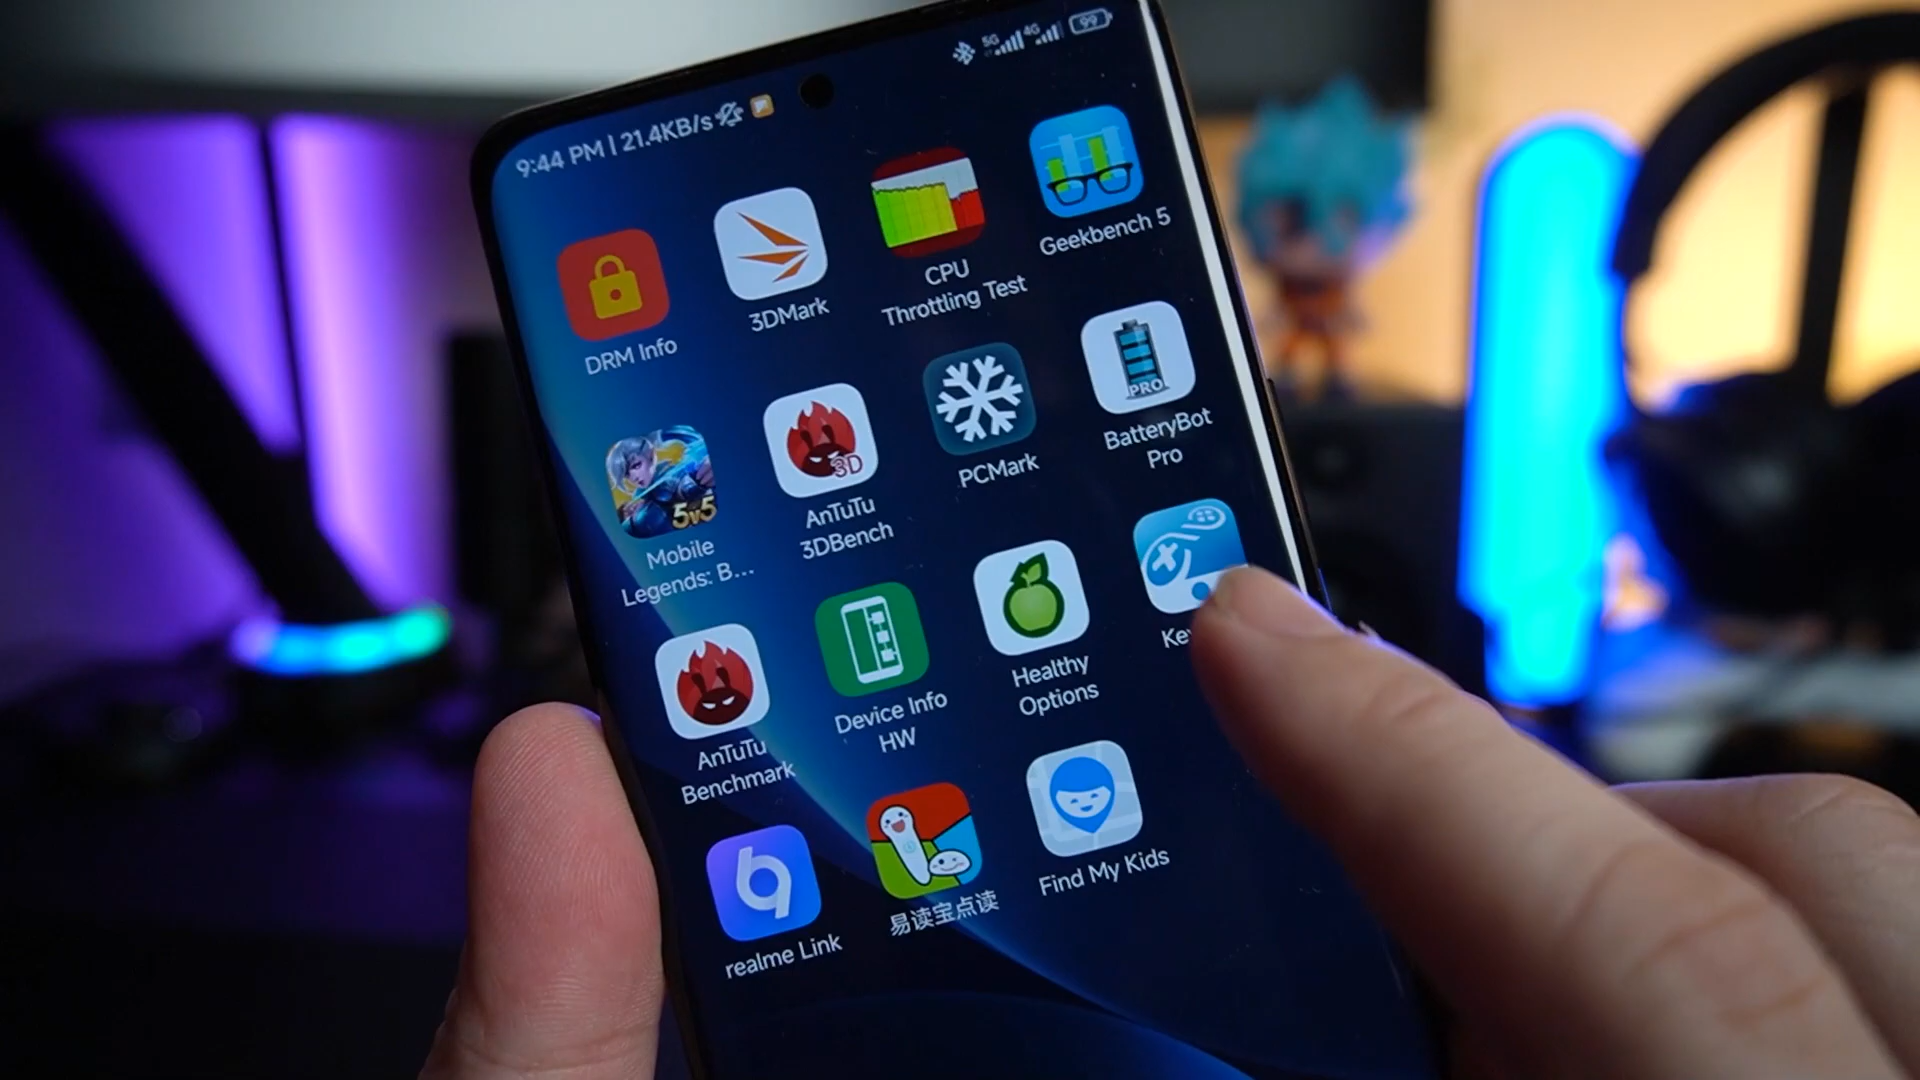 9:44 PM | 21.4KB/s
5G 4G 99
DRM Info
3DMark
CPU
Throttling Test
Geekbench 5
5v5
Mobile
Legends: B...
3D
AnTuTu
3DBench
PCMark
PRO
BatteryBot
Pro
AnTuTu
Benchmark
Device Info
HW
Healthy
Options
Ke
realme Link
易读宝点读
Find My Kids